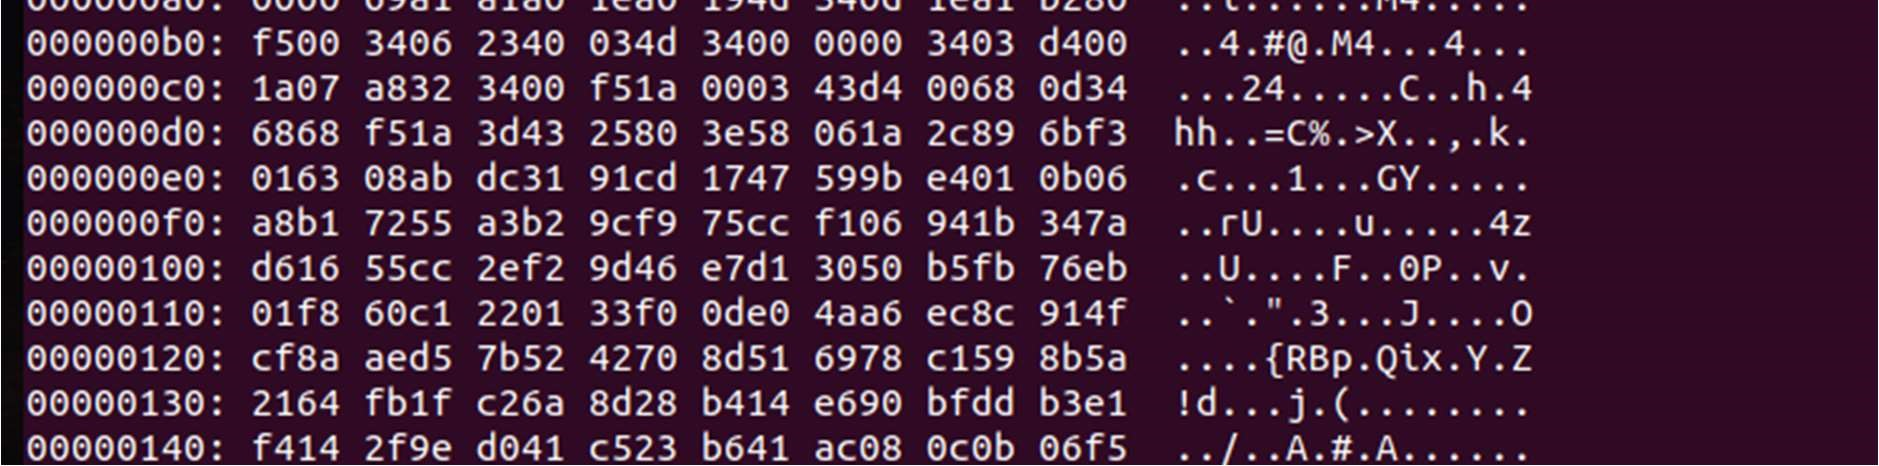 000000b0: f500 3406 2340 034d 3400 0000 3403 d400  ..4.#@.M4...4...
000000c0: 1a07 a832 3400 f51a 0003 43d4 0068 0d34  ...24.....C..h.4
000000d0: 6868 f51a 3d43 2580 3e58 061a 2c89 6bf3  hh..=C%.>X..,.k.
000000e0: 0163 08ab dc31 91cd 1747 599b e401 0b06  .c...1...GY.....
000000f0: a8b1 7255 a3b2 9cf9 75cc f106 941b 347a  ..rU....u.....4z
00000100: d616 55cc 2ef2 9d46 e7d1 3050 b5fb 76eb  ..U....F..0P..v.
00000110: 01f8 60c1 2201 33f0 0de0 4aa6 ec8c 914f  ..`.".3...J....O
00000120: cf8a aed5 7b52 4270 8d51 6978 c159 8b5a  ....{RBp.Qix.Y.Z
00000130: 2164 fb1f c26a 8d28 b414 e690 bfdd b3e1  !d...j.(........
00000140: f414 2f9e d041 c523 b641 ac08 0c0b 06f5  ../..A.#.A......